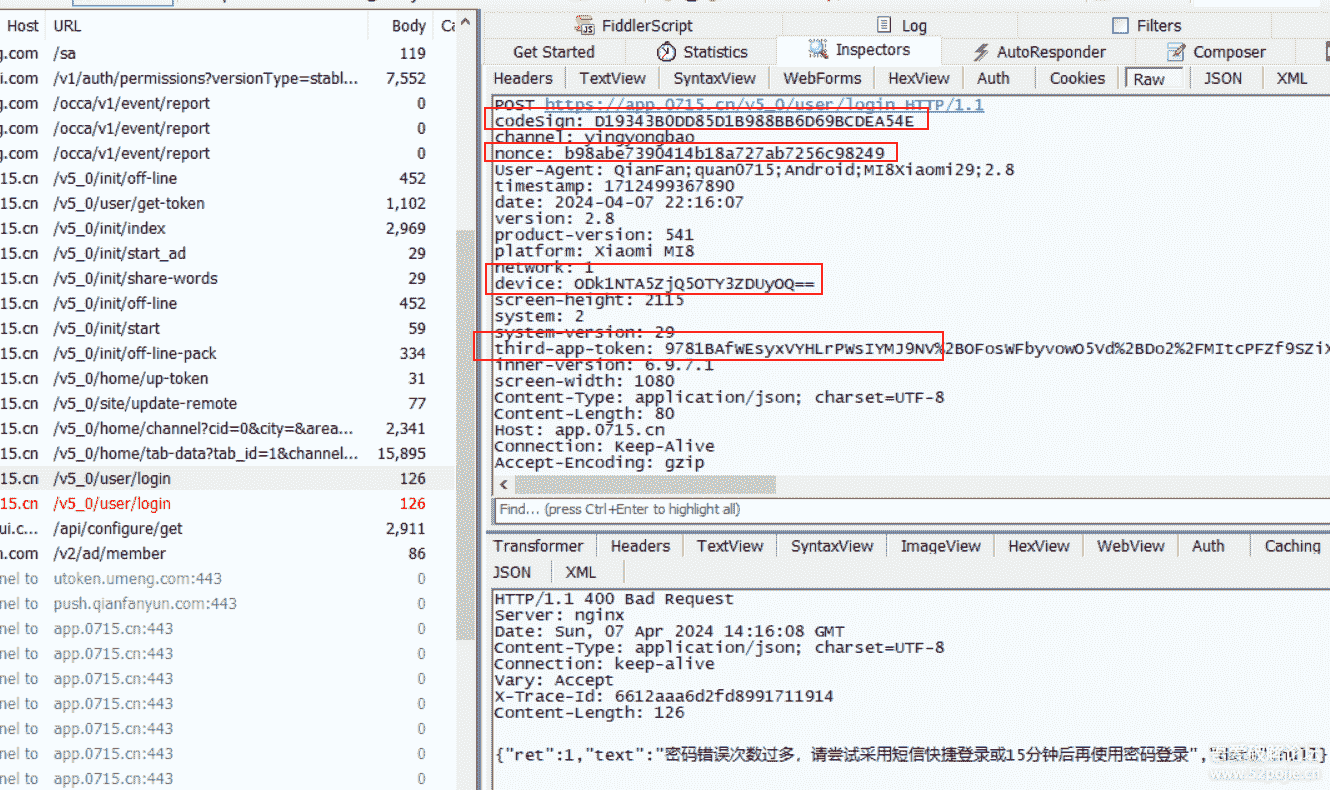 Host URL Body Ca
g.com /sa 119
i.com /v1/auth/permissions?versionType=stabl... 7,552
g.com /occa/v1/event/report 0
g.com /occa/v1/event/report 0
g.com /occa/v1/event/report 0
15.cn /v5_0/init/off-line 452
15.cn /v5_0/user/get-token 1,102
15.cn /v5_0/init/index 2,969
15.cn /v5_0/init/start_ad 29
15.cn /v5_0/init/share-words 29
15.cn /v5_0/init/off-line 452
15.cn /v5_0/init/start 59
15.cn /v5_0/init/off-line-pack 334
15.cn /v5_0/home/up-token 31
15.cn /v5_0/site/update-remote 77
15.cn /v5_0/home/channel?cid=0&city=&area... 2,341
15.cn /v5_0/home/tab-data?tab_id=1&channel... 15,895
15.cn /v5_0/user/login 126
15.cn /v5_0/user/login 126
ui.c... /api/configure/get 2,911
n.com /v2/ad/member 86
nel to utoken.umeng.com:443 0
nel to push.qianfanyun.com:443 0
nel to app.0715.cn:443 0
nel to app.0715.cn:443 0
nel to app.0715.cn:443 0
nel to app.0715.cn:443 0
nel to app.0715.cn:443 0
nel to app.0715.cn:443 0
nel to app.0715.cn:443 0
FiddlerScript Log Filters
Get Started Statistics Inspectors AutoResponder Composer
Headers TextView SyntaxView WebForms HexView Auth Cookies Raw JSON XML
POST https://app.0715.cn/v5_0/user/login HTTP/1.1
codesign: D19343B0DD85D1B988BB6D69BCDEA54E
channel: yingyongbao
nonce: b98abe7390414b18a727ab7256c98249
User-Agent: QianFan;quan0715;Android;MI8Xiaomi29;2.8
timestamp: 1712499367890
date: 2024-04-07 22:16:07
version: 2.8
product-version: 541
platform: Xiaomi MI8
network: 1
device: ODk1NTA5ZjQ5OTY3ZDUyOQ==
screen-height: 2115
system: 2
system-version: 29
third-app-token: 9781BAfWEsyxVYHLrPWsIYMJ9NV%2BOFosWFbyvowO5Vd%2BDo2%2FMItcPFZf9SZiX
inner-version: 6.9.7.1
screen-width: 1080
Content-Type: application/json; charset=UTF-8
Content-Length: 80
Host: app.0715.cn
Connection: Keep-Alive
Accept-Encoding: gzip
Find... (press Ctrl+Enter to highlight all)
Transformer Headers TextView SyntaxView ImageView HexView WebView Auth Caching
JSON XML
HTTP/1.1 400 Bad Request
Server: nginx
Date: Sun, 07 Apr 2024 14:16:08 GMT
Content-Type: application/json; charset=UTF-8
Connection: keep-alive
Vary: Accept
X-Trace-Id: 6612aaa6d2fd8991711914
Content-Length: 126
{"ret":1,"text":"密码错误次数过多，请尝试采用短信快捷登录或15分钟后再使用密码登录","data":null}
www.52pojie.cn